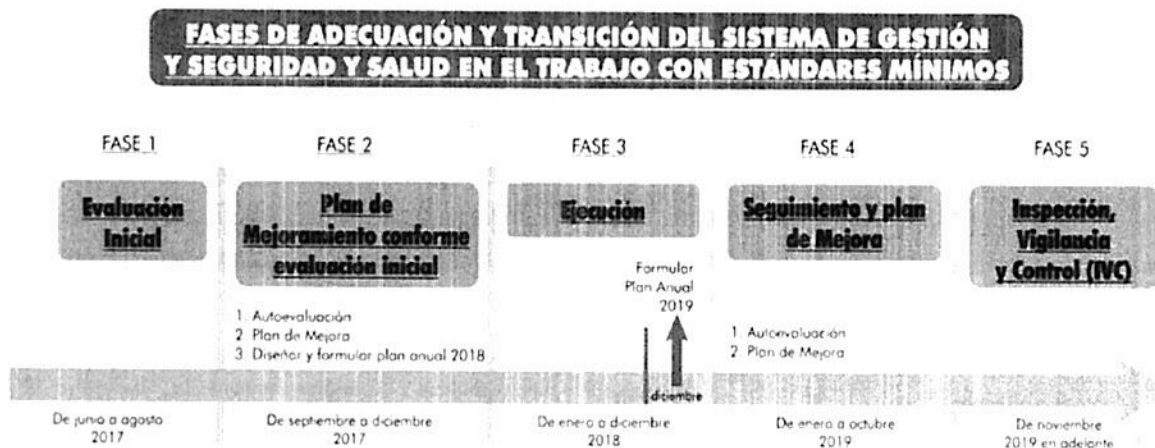 FASES DE ADECUACIÓN Y TRANSICIÓN DEL SISTEMA DE GESTIÓN
Y SEGURIDAD Y SALUD EN EL TRABAJO CON ESTÁNDARES MÍNIMOS
FASE 1
Evaluación
Inicial
De junio a agosto
2017
FASE 2
Plan de
Mejoramiento conforme
evaluación inicial
1. Autoevaluación
2 Plan de Mejora
3 Diseñar y formular plan anual 2018
De septiembre a diciembre
2017
FASE 3
Ejecución
Formular
Plan Anual
2019
diciembre
De enero a diciembre
2018
FASE 4
Seguimiento y plan
de Mejora
1. Autoevaluación
2. Plan de Mejora
De enero a octubre
2019
FASE 5
Inspección,
Vigilancia
y Control (IVC)
De noviembre
2019 en adelante